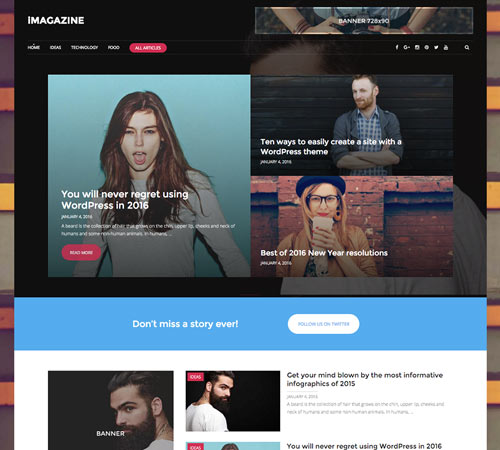 iMAGAZINE
BANNER 728x90
HOME IDEAS TECHNOLOGY FOOD ALL ARTICLES
You will never regret using
WordPress in 2016
JANUARY 4, 2016
A beard is the collection of hair that grows on the chin, upper lip, cheeks and neck of
humans and some non-human animals. In humans, ...
READ MORE
Ten ways to easily create a site with a
WordPress theme
JANUARY 4, 2016
Best of 2016 New Year resolutions
JANUARY 4, 2016
Don't miss a story ever!
FOLLOW US ON TWITTER
BANNER
IDEAS
Get your mind blown by the most informative
infographics of 2015
JANUARY 4, 2016
A beard is the collection of hair that grows on the chin, upper lip, cheeks
and neck of humans and some non-human animals. In humans, ...
IDEAS
You will never regret using WordPress in 2016